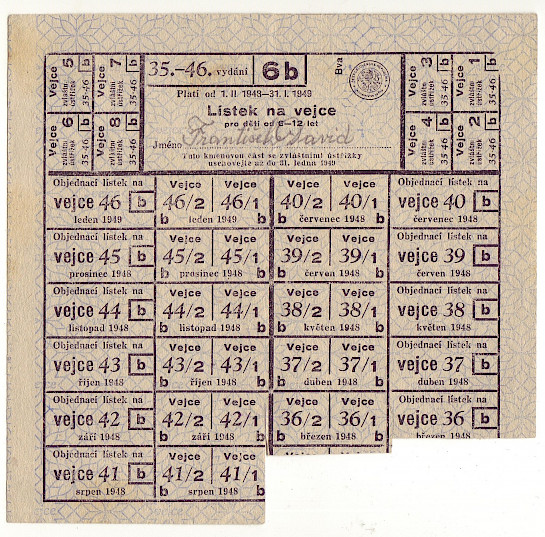 Vejce 5 zvláštn ústřižek 35-46 b
Vejce 7 zvláštn ústřižek 35-46 b
35.–46. vydání 6b Bva
Vejce 3 zvláštn ústřižek 35-46 b
Vejce 1 zvláštn ústřižek 35-46 b
Platí od 1. II 1948–31. I. 1949
Lístek na vejce
pro děti od 6–12 let
Vejce 6 zvláštn ústřižek 35-46 b
Vejce 8 zvláštn ústřižek 35-46 b
Jméno František David
Vejce 4 zvláštn ústřižek 35-46 b
Vejce 2 zvláštn ústřižek 35-46 b
Tuto kmenovou část se zvláštními ústřižky
uschovejte až do 31. ledna 1949
Objednací lístek na Vejce Vejce Vejce Vejce Objednací lístek na
vejce 46 b 46/2 46/1 40/2 40/1 vejce 40 b
leden 1949 b leden 1949 b b červenec 1948 b červenec 1948
Objednací lístek na Vejce Vejce Vejce Vejce Objednací lístek na
vejce 45 b 45/2 45/1 39/2 39/1 vejce 39 b
prosinec 1948 b prosinec 1948 b b červen 1948 b červen 1948
Objednací lístek na Vejce Vejce Vejce Vejce Objednací lístek na
vejce 44 b 44/2 44/1 38/2 38/1 vejce 38 b
listopad 1948 b listopad 1948 b b květen 1948 b květen 1948
Objednací lístek na Vejce Vejce Vejce Vejce Objednací lístek na
vejce 43 b 43/2 43/1 37/2 37/1 vejce 37 b
říjen 1948 b říjen 1948 b b duben 1948 b duben 1948
Objednací lístek na Vejce Vejce Vejce Vejce Objednací lístek na
vejce 42 b 42/2 42/1 36/2 36/1 vejce 36 b
září 1948 b září 1948 b b březen 1948 b březen 1948
Objednací lístek na Vejce Vejce
vejce 41 b 41/2 41/1
srpen 1948 b srpen 1948 b